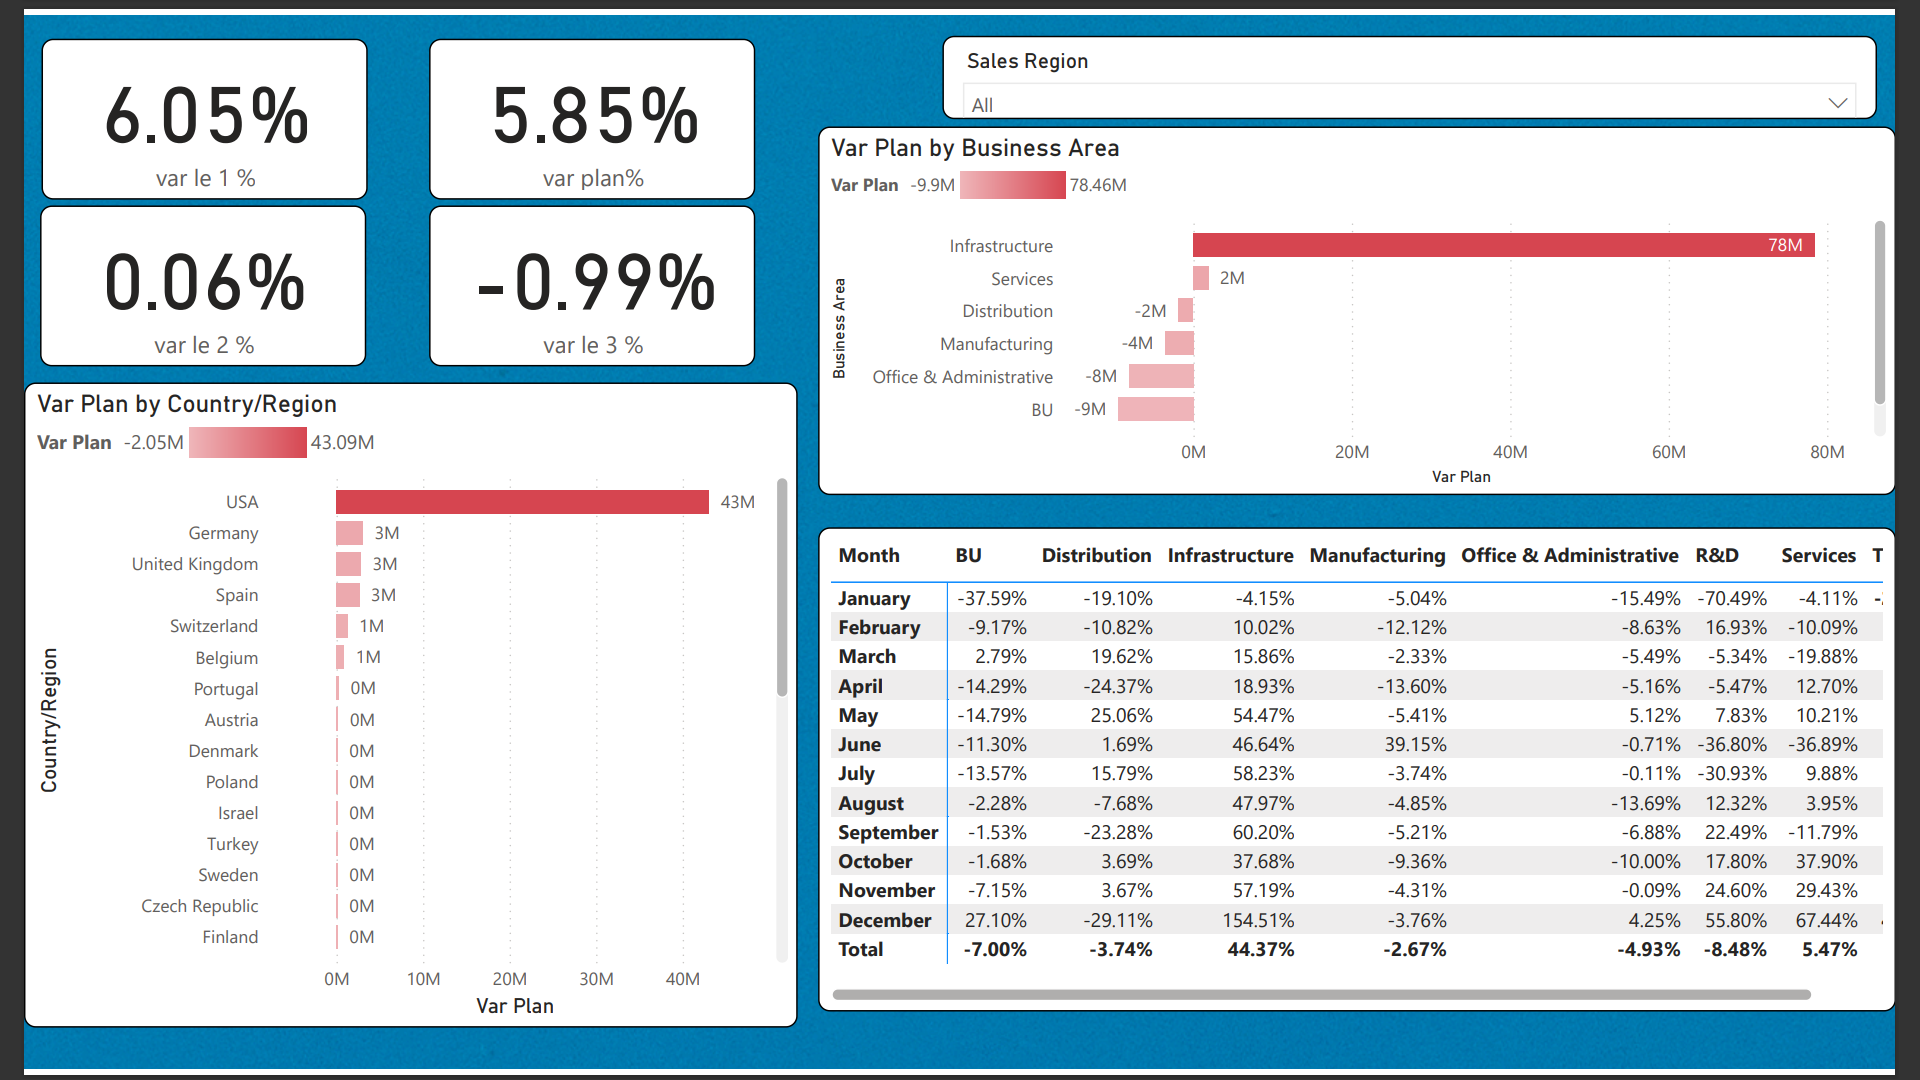 6.05%
var le 1 %
5.85%
var plan%
0.06%
var le 2 %
-0.99%
var le 3 %
Sales Region
All
Var Plan by Business Area
Var Plan -9.9M 78.46M
Business Area
Infrastructure 78M
Services 2M
Distribution -2M
Manufacturing -4M
Office & Administrative -8M
BU -9M
0M 20M 40M 60M 80M
Var Plan
Var Plan by Country/Region
Var Plan -2.05M 43.09M
Country/Region
USA 43M
Germany 3M
United Kingdom 3M
Spain 3M
Switzerland 1M
Belgium 1M
Portugal 0M
Austria 0M
Denmark 0M
Poland 0M
Israel 0M
Turkey 0M
Sweden 0M
Czech Republic 0M
Finland 0M
0M 10M 20M 30M 40M
Var Plan
Month BU Distribution Infrastructure Manufacturing Office & Administrative R&D Services T
January -37.59% -19.10% -4.15% -5.04% -15.49% -70.49% -4.11%
February -9.17% -10.82% 10.02% -12.12% -8.63% 16.93% -10.09%
March 2.79% 19.62% 15.86% -2.33% -5.49% -5.34% -19.88%
April -14.29% -24.37% 18.93% -13.60% -5.16% -5.47% 12.70%
May -14.79% 25.06% 54.47% -5.41% 5.12% 7.83% 10.21%
June -11.30% 1.69% 46.64% 39.15% -0.71% -36.80% -36.89%
July -13.57% 15.79% 58.23% -3.74% -0.11% -30.93% 9.88%
August -2.28% -7.68% 47.97% -4.85% -13.69% 12.32% 3.95%
September -1.53% -23.28% 60.20% -5.21% -6.88% 22.49% -11.79%
October -1.68% 3.69% 37.68% -9.36% -10.00% 17.80% 37.90%
November -7.15% 3.67% 57.19% -4.31% -0.09% 24.60% 29.43%
December 27.10% -29.11% 154.51% -3.76% 4.25% 55.80% 67.44%
Total -7.00% -3.74% 44.37% -2.67% -4.93% -8.48% 5.47%